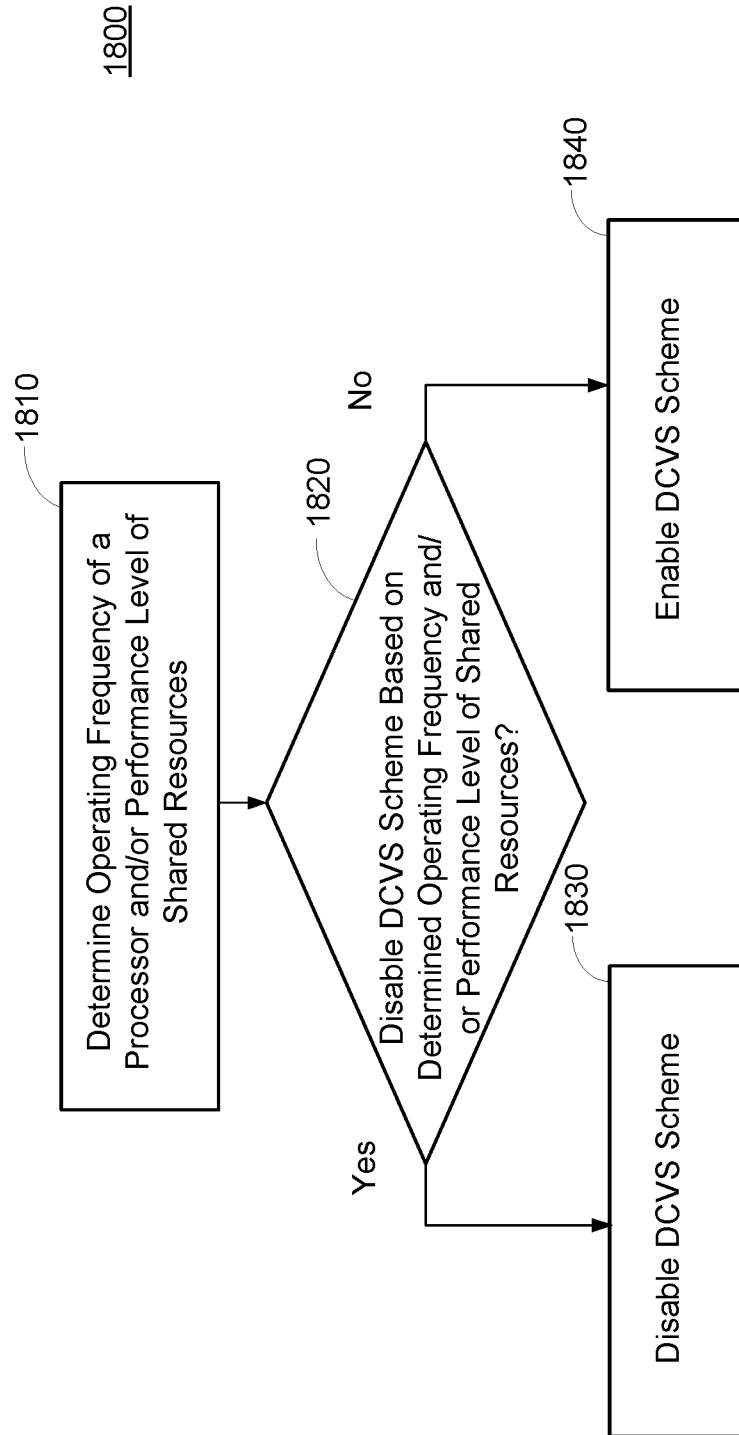 1800
1810
Determine Operating Frequency of a
Processor and/or Performance Level of
Shared Resources
1820
Disable DCVS Scheme Based on
Determined Operating Frequency and/
or Performance Level of Shared
Resources?
Yes
No
1830
Disable DCVS Scheme
1840
Enable DCVS Scheme